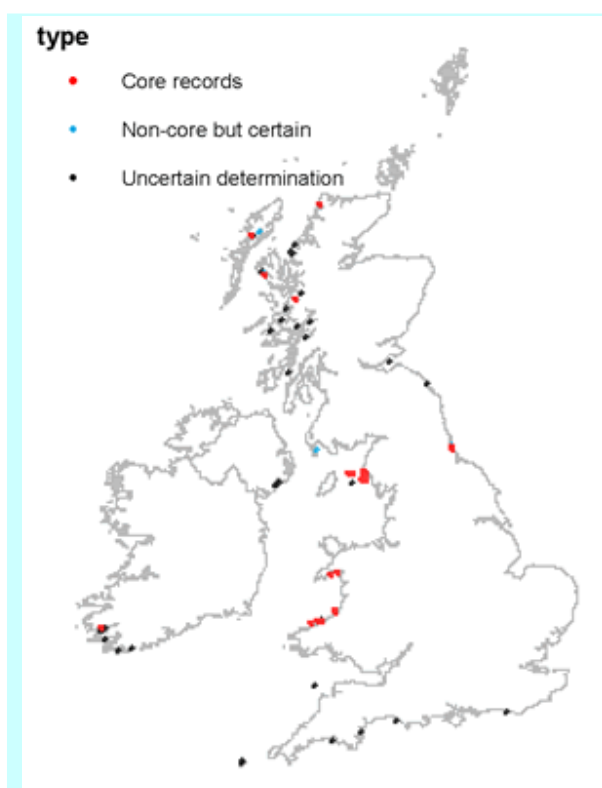 type
Core records
Non-core but certain
Uncertain determination